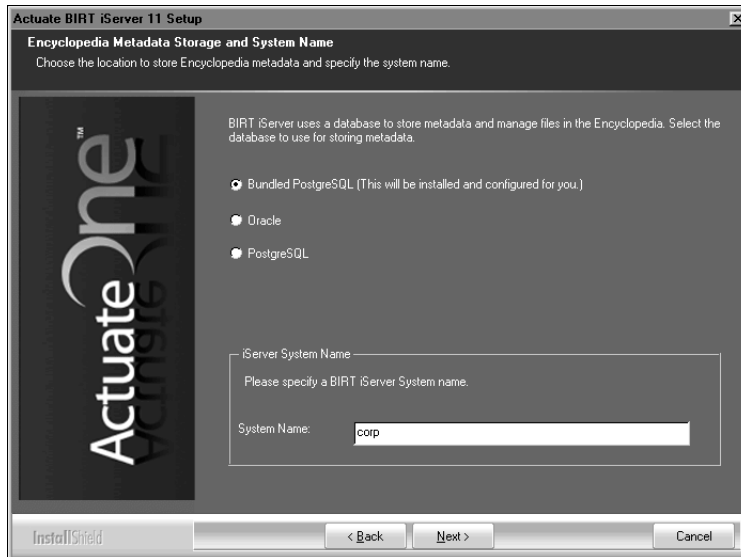 Actuate BIRT iServer 11 Setup
Encyclopedia Metadata Storage and System Name
Choose the location to store Encyclopedia metadata and specify the system name.
ActuateOne™
BIRT iServer uses a database to store metadata and manage files in the Encyclopedia. Select the
database to use for storing metadata.
Bundled PostgreSQL (This will be installed and configured for you.)
Oracle
PostgreSQL
iServer System Name
Please specify a BIRT iServer System name.
System Name:
corp
InstallShield
< Back
Next >
Cancel